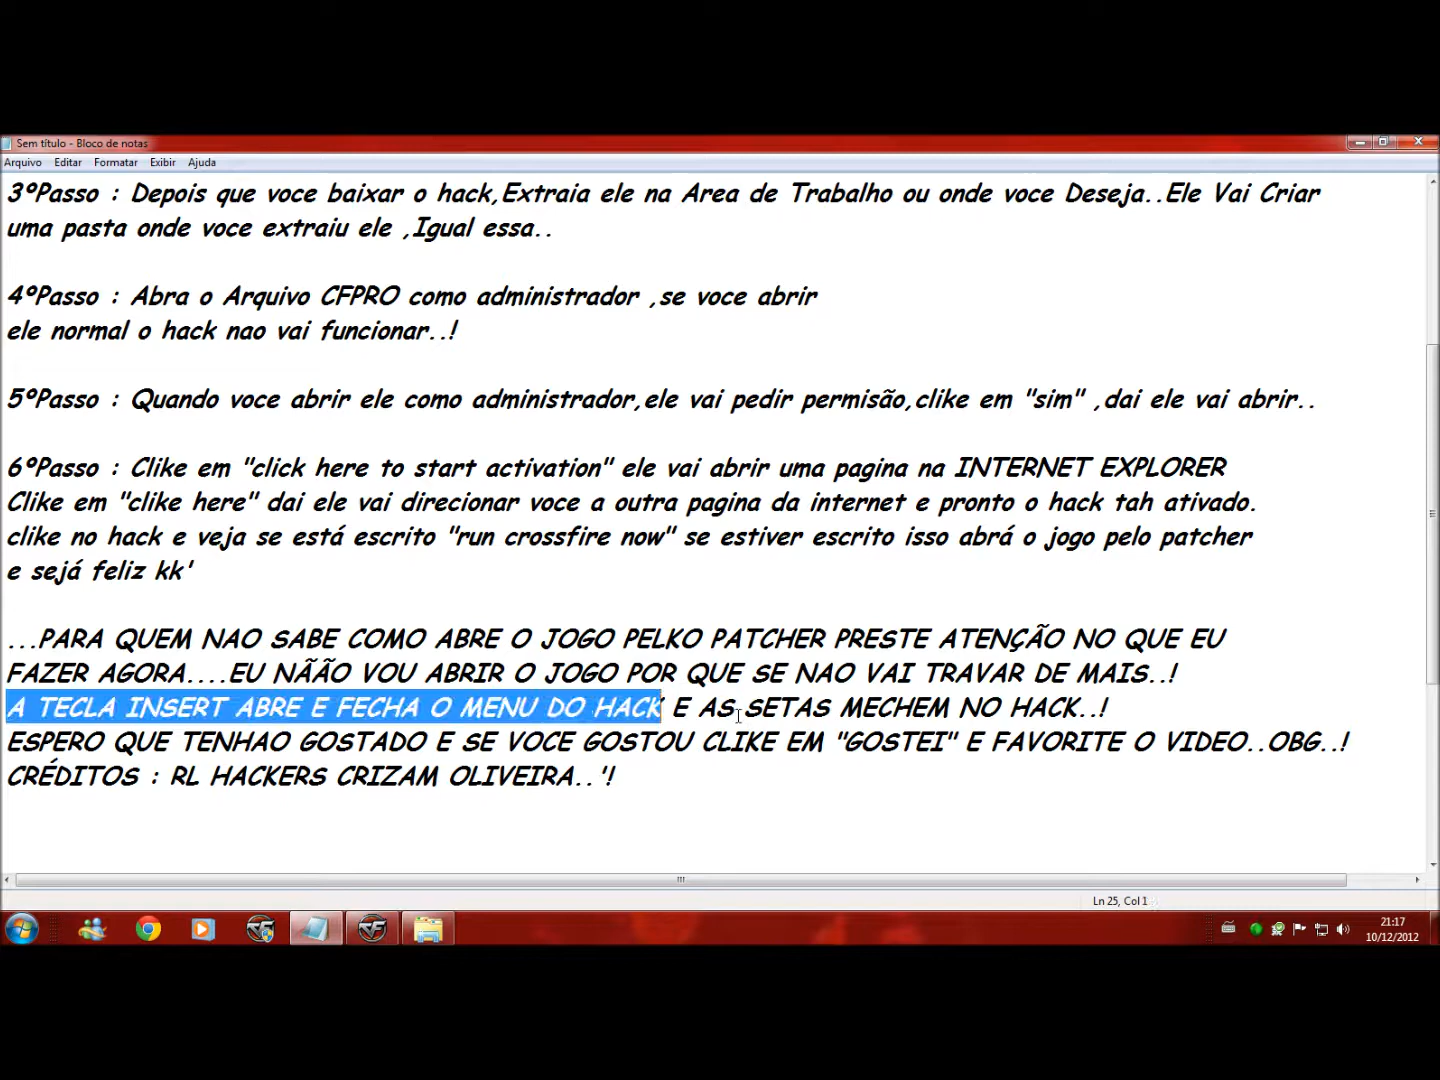 Sem título - Bloco de notas
Arquivo Editar Formatar Exibir Ajuda
3ºPasso : Depois que voce baixar o hack,Extraia ele na Area de Trabalho ou onde voce Deseja..Ele Vai Criar
uma pasta onde voce extraiu ele ,Igual essa..
4ºPasso : Abra o Arquivo CFPRO como administrador ,se voce abrir
ele normal o hack nao vai funcionar..!
5ºPasso : Quando voce abrir ele como administrador,ele vai pedir permisão,clike em "sim" ,dai ele vai abrir..
6ºPasso : Clike em "click here to start activation" ele vai abrir uma pagina na INTERNET EXPLORER
Clike em "clike here" dai ele vai direcionar voce a outra pagina da internet e pronto o hack tah ativado.
clike no hack e veja se está escrito "run crossfire now" se estiver escrito isso abrá o jogo pelo patcher
e sejá feliz kk'
...PARA QUEM NAO SABE COMO ABRE O JOGO PELKO PATCHER PRESTE ATENÇÃO NO QUE EU
FAZER AGORA....EU NÃÃO VOU ABRIR O JOGO POR QUE SE NAO VAI TRAVAR DE MAIS..!
A TECLA INSERT ABRE E FECHA O MENU DO HACK E AS SETAS MECHEM NO HACK..!
ESPERO QUE TENHAO GOSTADO E SE VOCE GOSTOU CLIKE EM "GOSTEI" E FAVORITE O VIDEO..OBG..!
CRÉDITOS : RL HACKERS CRIZAM OLIVEIRA..'!
Ln 25, Col 1
21:17
10/12/2012